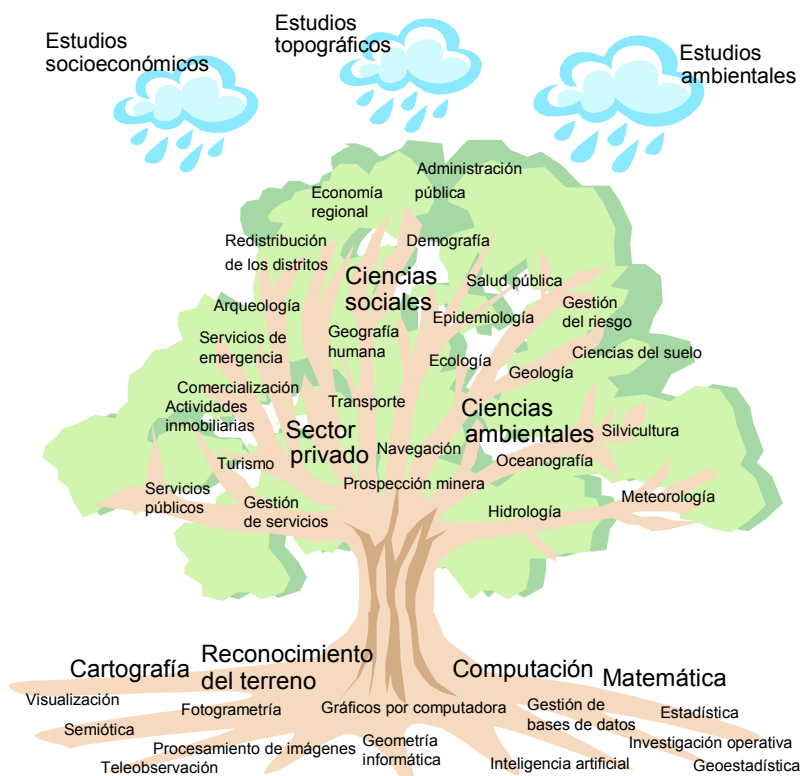 Estudios
socioeconómicos
Estudios
topográficos
Estudios
ambientales
Administración
pública
Economía
regional
Redistribución
de los distritos
Demografía
Ciencias
sociales
Salud pública
Arqueología
Epidemiología
Gestión
del riesgo
Servicios de
emergencia
Geografía
humana
Ecología
Geología
Ciencias del suelo
Comercialización
Actividades
inmobiliarias
Transporte
Ciencias
ambientales
Silvicultura
Sector
privado
Navegación
Turismo
Oceanografía
Prospección minera
Servicios
públicos
Gestión
de servicios
Hidrología
Meteorología
Cartografía
Reconocimiento
del terreno
Computación
Matemática
Visualización
Fotogrametría
Gráficos por computadora
Gestión de
bases de datos
Estadística
Semiótica
Procesamiento de imágenes
Geometría
informática
Investigación operativa
Teleobservación
Inteligencia artificial
Geoestadística